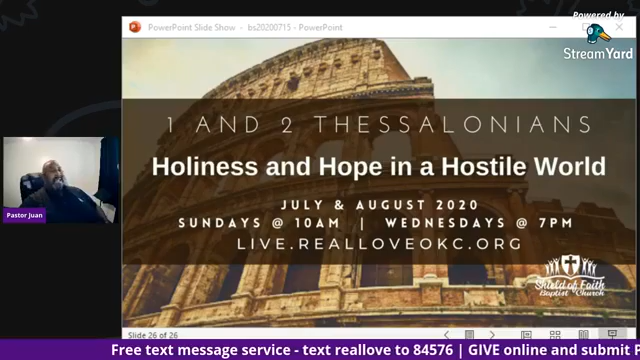 PowerPoint Slide Show - bs20200715 - PowerPoint
Powered by
StreamYard
1 AND 2 THESSALONIANS
Holiness and Hope in a Hostile World
JULY & AUGUST 2020
SUNDAYS @ 10AM | WEDNESDAYS @ 7PM
LIVE.REALLOVEOKC.ORG
Shield of Faith
Baptist Church
Pastor Juan
Slide 26 of 26
Free text message service - text reallove to 84576 | GIVE online and submit